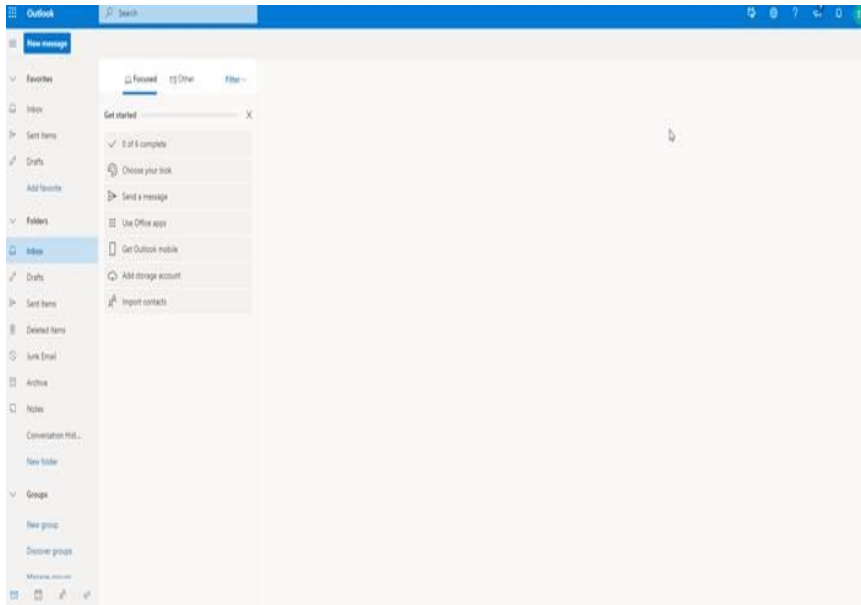 Outlook
Search
New message
Favorites
Inbox
Sent Items
Drafts
Add favorite
Folders
Inbox
Drafts
Sent Items
Deleted Items
Junk Email
Archive
Notes
Conversation Hist...
New folder
Groups
New group
Discover groups
Manage groups
Focused
Other
Filter
Get started
0 of 6 complete
Choose your look
Send a message
Use Office apps
Get Outlook mobile
Add storage account
Import contacts